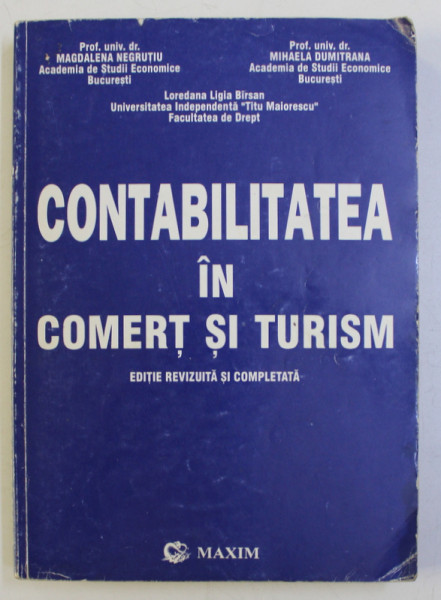 Prof. univ. dr.
MAGDALENA NEGRUȚIU
Academia de Studii Economice
București
Prof. univ. dr.
MIHAELA DUMITRANA
Academia de Studii Economice
București
Loredana Ligia Bîrsan
Universitatea Independentă "Titu Maiorescu"
Facultatea de Drept
CONTABILITATEA
ÎN
COMERȚ ȘI TURISM
EDIȚIE REVIZUITĂ ȘI COMPLETATĂ
MAXIM